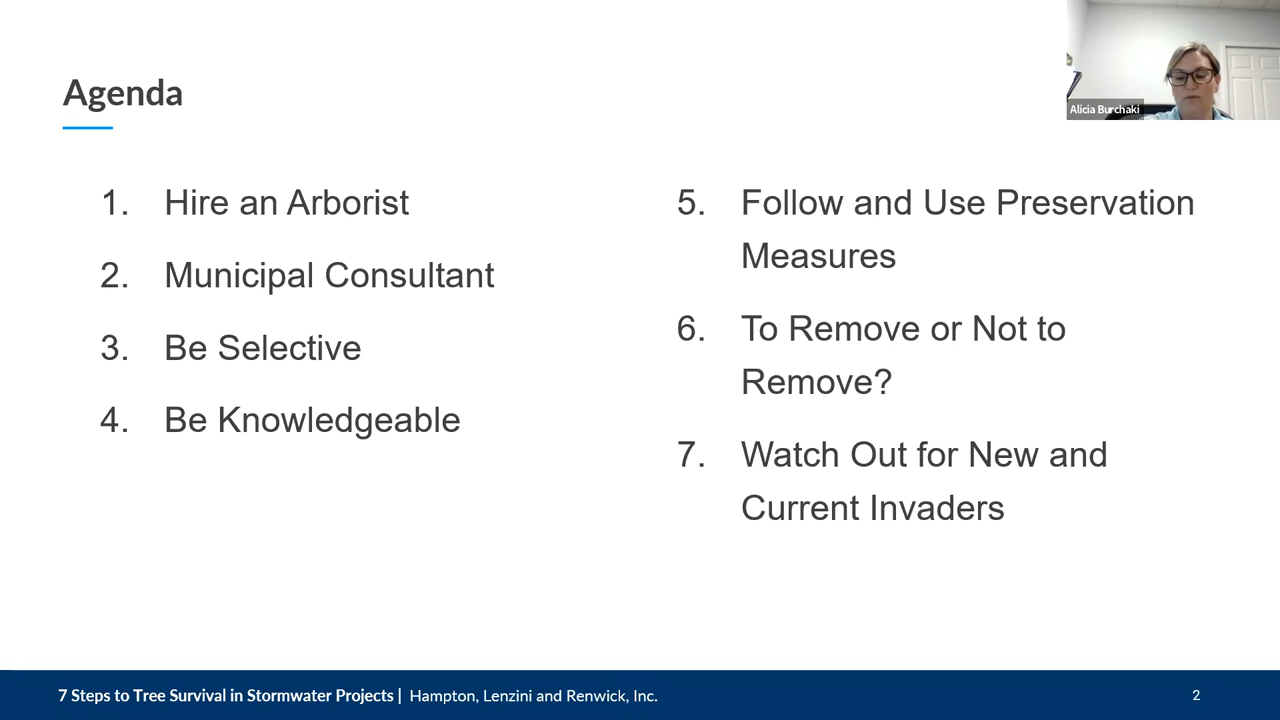 Agenda
Alicia Burchaki
1. Hire an Arborist
2. Municipal Consultant
3. Be Selective
4. Be Knowledgeable
5. Follow and Use Preservation
Measures
6. To Remove or Not to
Remove?
7. Watch Out for New and
Current Invaders
7 Steps to Tree Survival in Stormwater Projects | Hampton, Lenzini and Renwick, Inc.
2